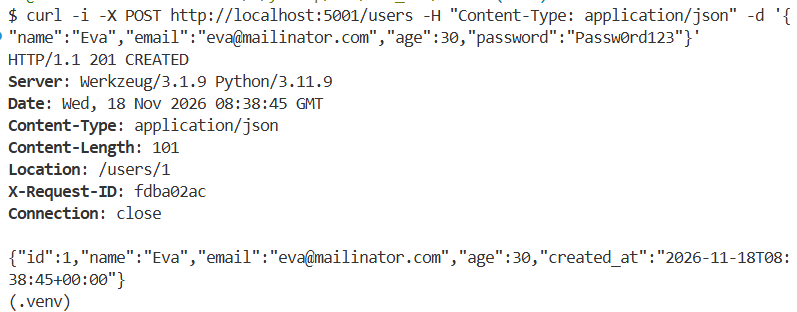 $ curl -i -X POST http://localhost:5001/users -H "Content-Type: application/json" -d '{
"name":"Eva","email":"eva@mailinator.com","age":30,"password":"Passw0rd123"}'
HTTP/1.1 201 CREATED
Server: Werkzeug/3.1.9 Python/3.11.9
Date: Wed, 18 Nov 2026 08:38:45 GMT
Content-Type: application/json
Content-Length: 101
Location: /users/1
X-Request-ID: fdba02ac
Connection: close

{"id":1,"name":"Eva","email":"eva@mailinator.com","age":30,"created_at":"2026-11-18T08:
38:45+00:00"}
(.venv)